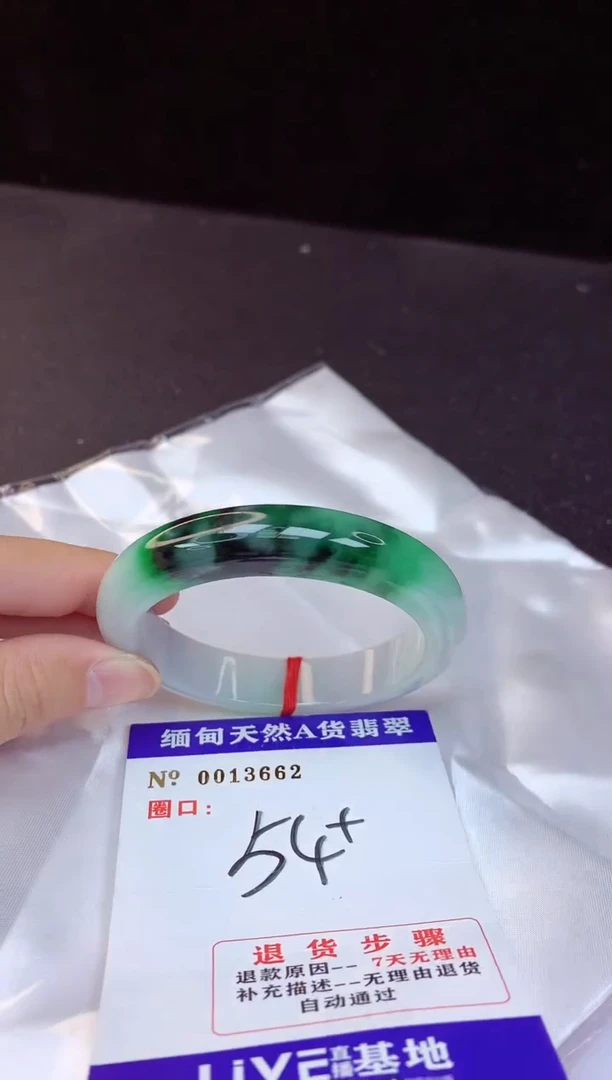 缅甸天然A货翡翠
Nº 0013662
圈口:
54+
退货步骤
退款原因--7天无理由
补充描述--无理由退货
自动通过
LiVE直播基地